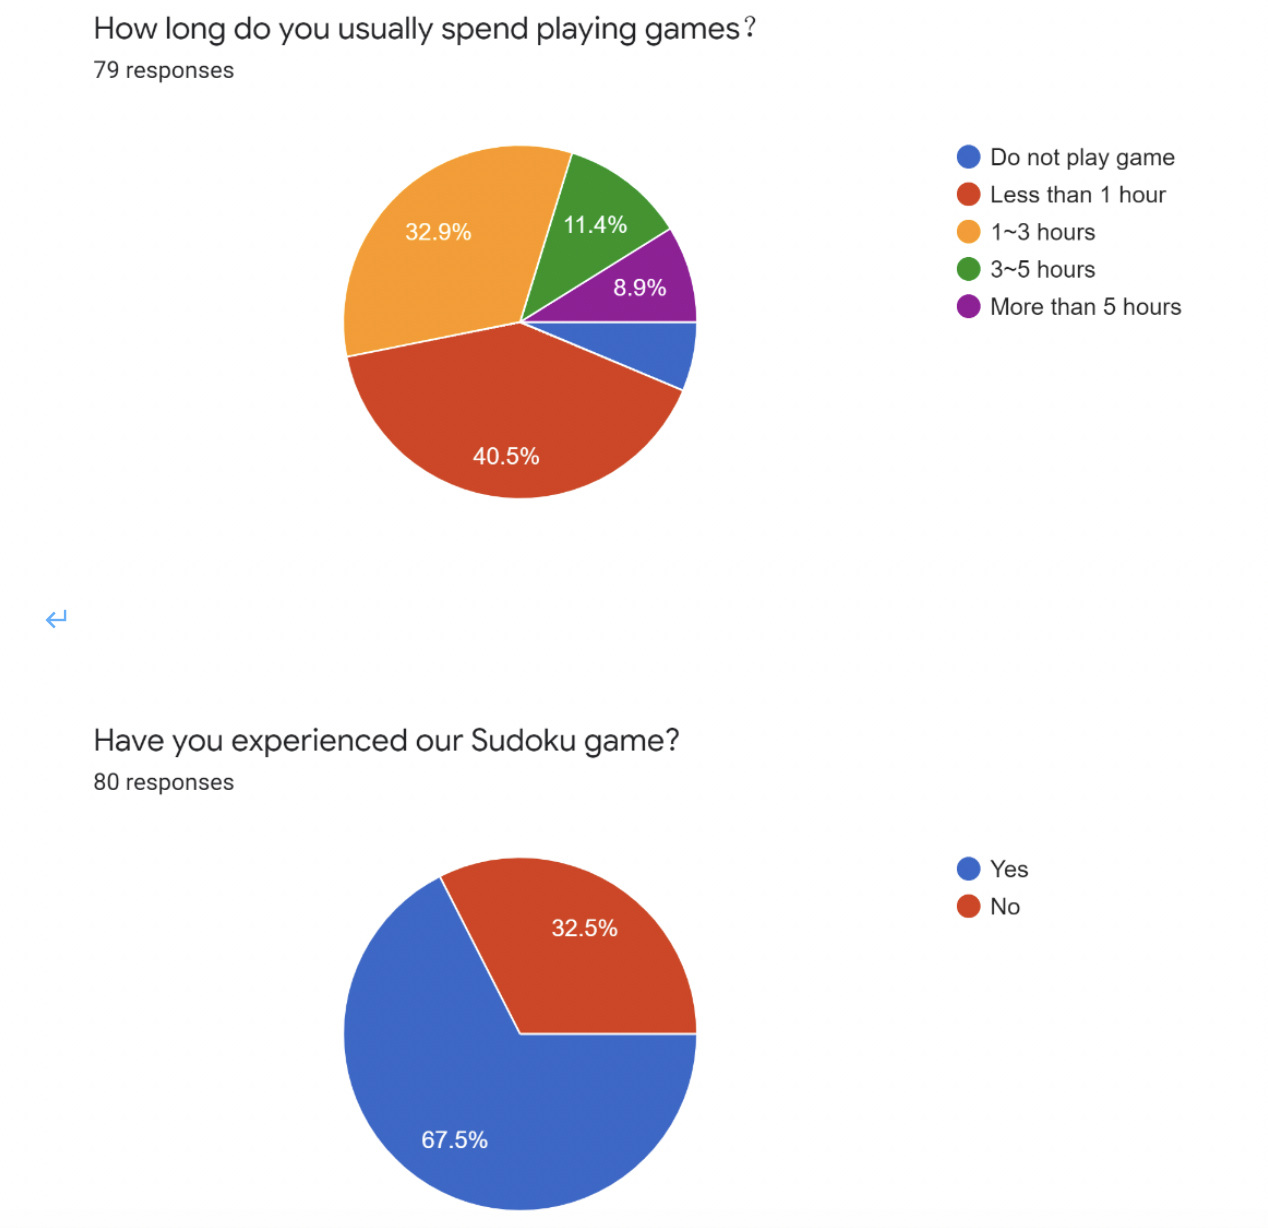 How long do you usually spend playing games?
79 responses
Do not play game
Less than 1 hour
1~3 hours
3~5 hours
More than 5 hours
32.9%
11.4%
8.9%
40.5%
Have you experienced our Sudoku game?
80 responses
Yes
No
32.5%
67.5%